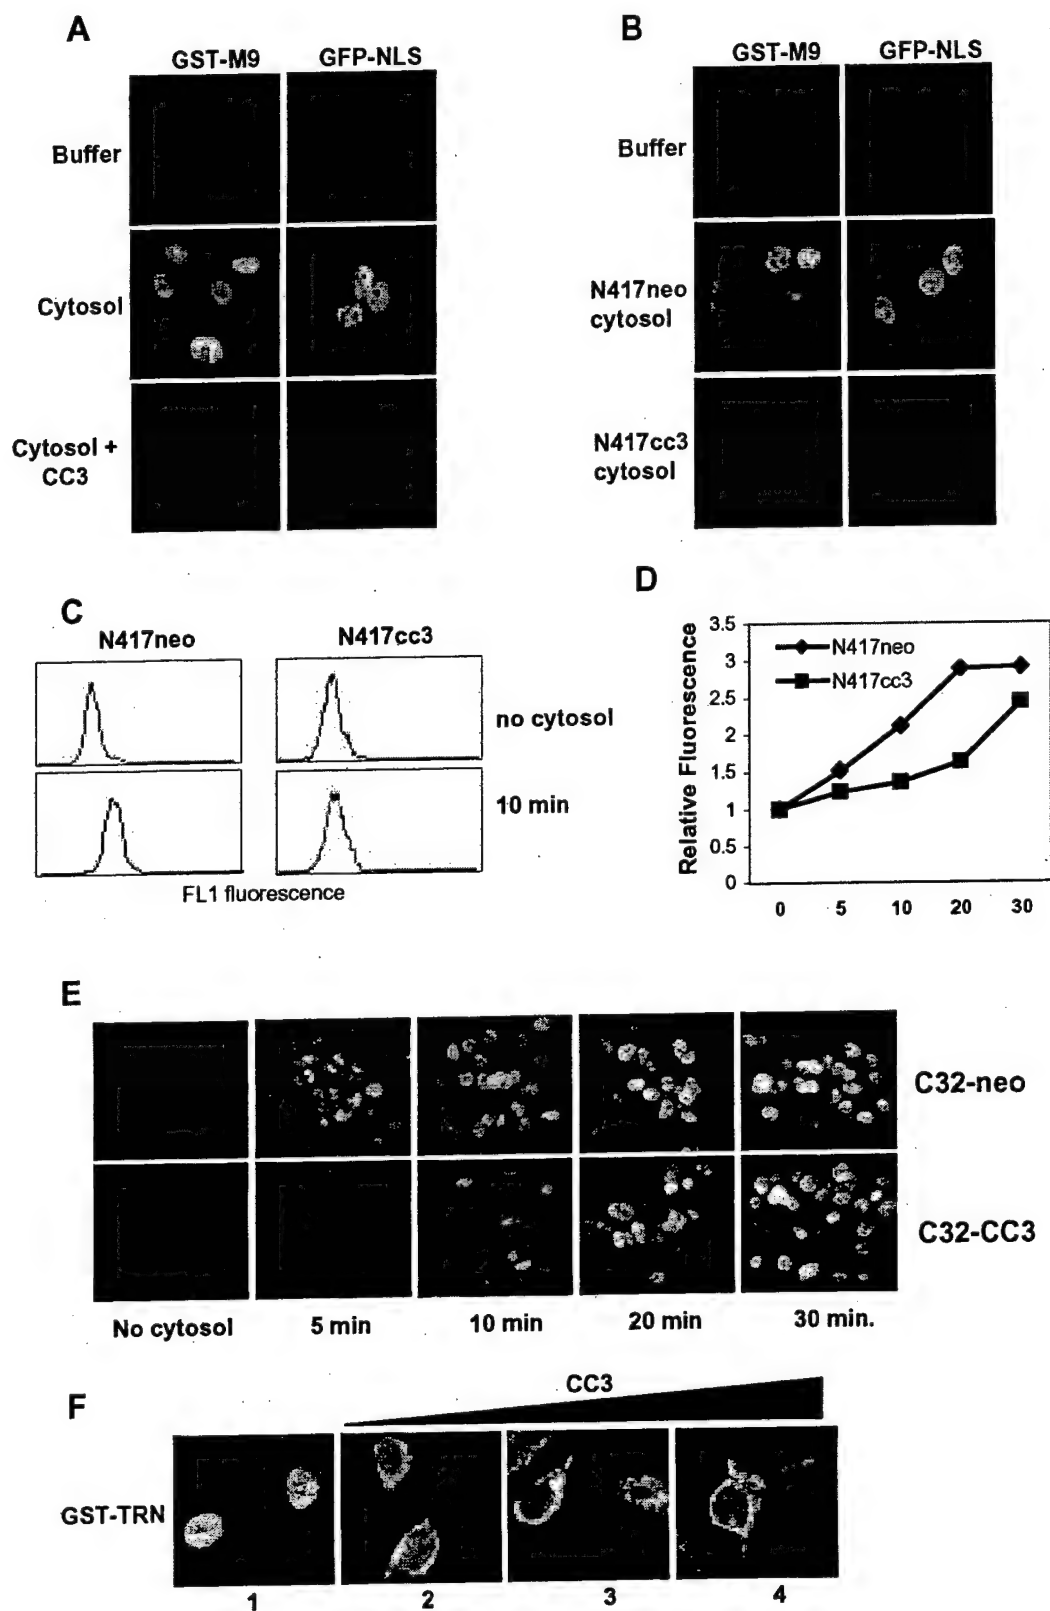 A
GST-M9 GFP-NLS
Buffer
Cytosol
Cytosol +
CC3
B
GST-M9 GFP-NLS
Buffer
N417neo
cytosol
N417cc3
cytosol
C
N417neo N417cc3
no cytosol
10 min
FL1 fluorescence
D
Relative Fluorescence
3.5
3
2.5
2
1.5
1
0.5
0
N417neo
N417cc3
0 5 10 20 30
E
C32-neo
C32-CC3
No cytosol 5 min 10 min 20 min 30 min.
F
CC3
GST-TRN
1 2 3 4